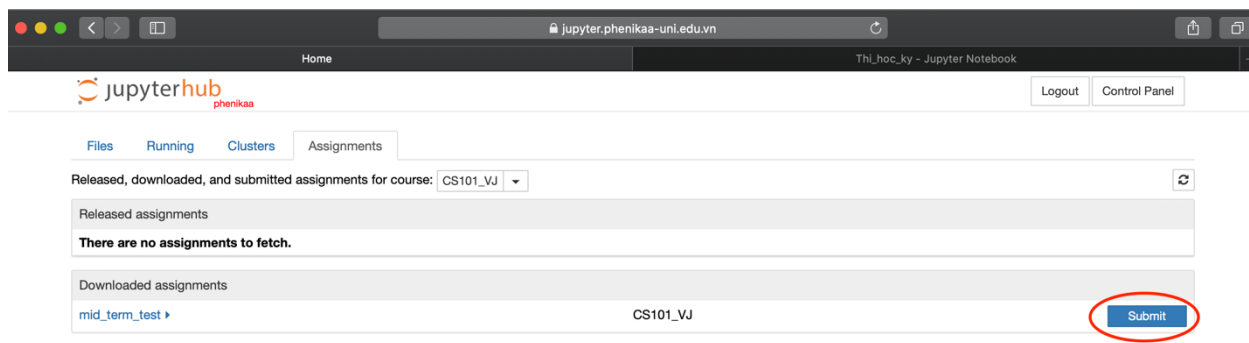 jupyter.phenikaa-uni.edu.vn
Home
Thi_hoc_ky - Jupyter Notebook
jupyterhub
phenikaa
Logout
Control Panel
Files
Running
Clusters
Assignments
Released, downloaded, and submitted assignments for course: CS101_VJ
Released assignments
There are no assignments to fetch.
Downloaded assignments
mid_term_test
CS101_VJ
Submit